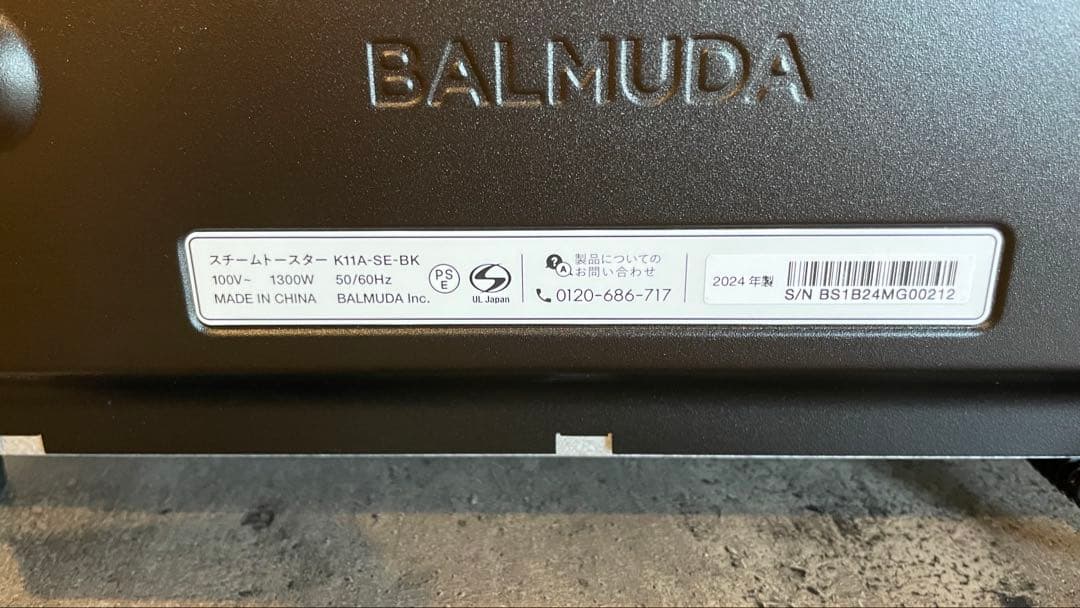 BALMUDA
スチームトースター K11A-SE-BK
100V~ 1300W 50/60Hz
MADE IN CHINA BALMUDA Inc.
PS
E
S
UL Japan
? A 製品についての
お問い合わせ
0120-686-717
2024 年製
S/N BS1B24MG00212